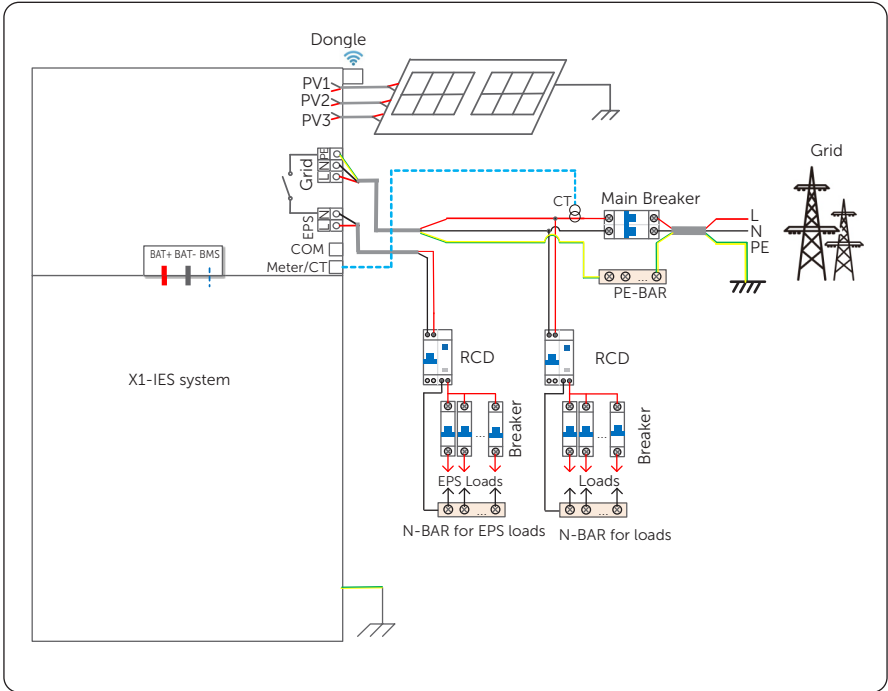 Dongle
PV1
PV2
PV3
Grid
L N PE
EPS
L N
COM
Meter/CT
BAT+ BAT- BMS
X1-IES system
CT
Main Breaker
L
N
PE
Grid
PE-BAR
RCD
RCD
...
Breaker
...
Breaker
EPS Loads
Loads
...
N-BAR for EPS loads
...
N-BAR for loads
...